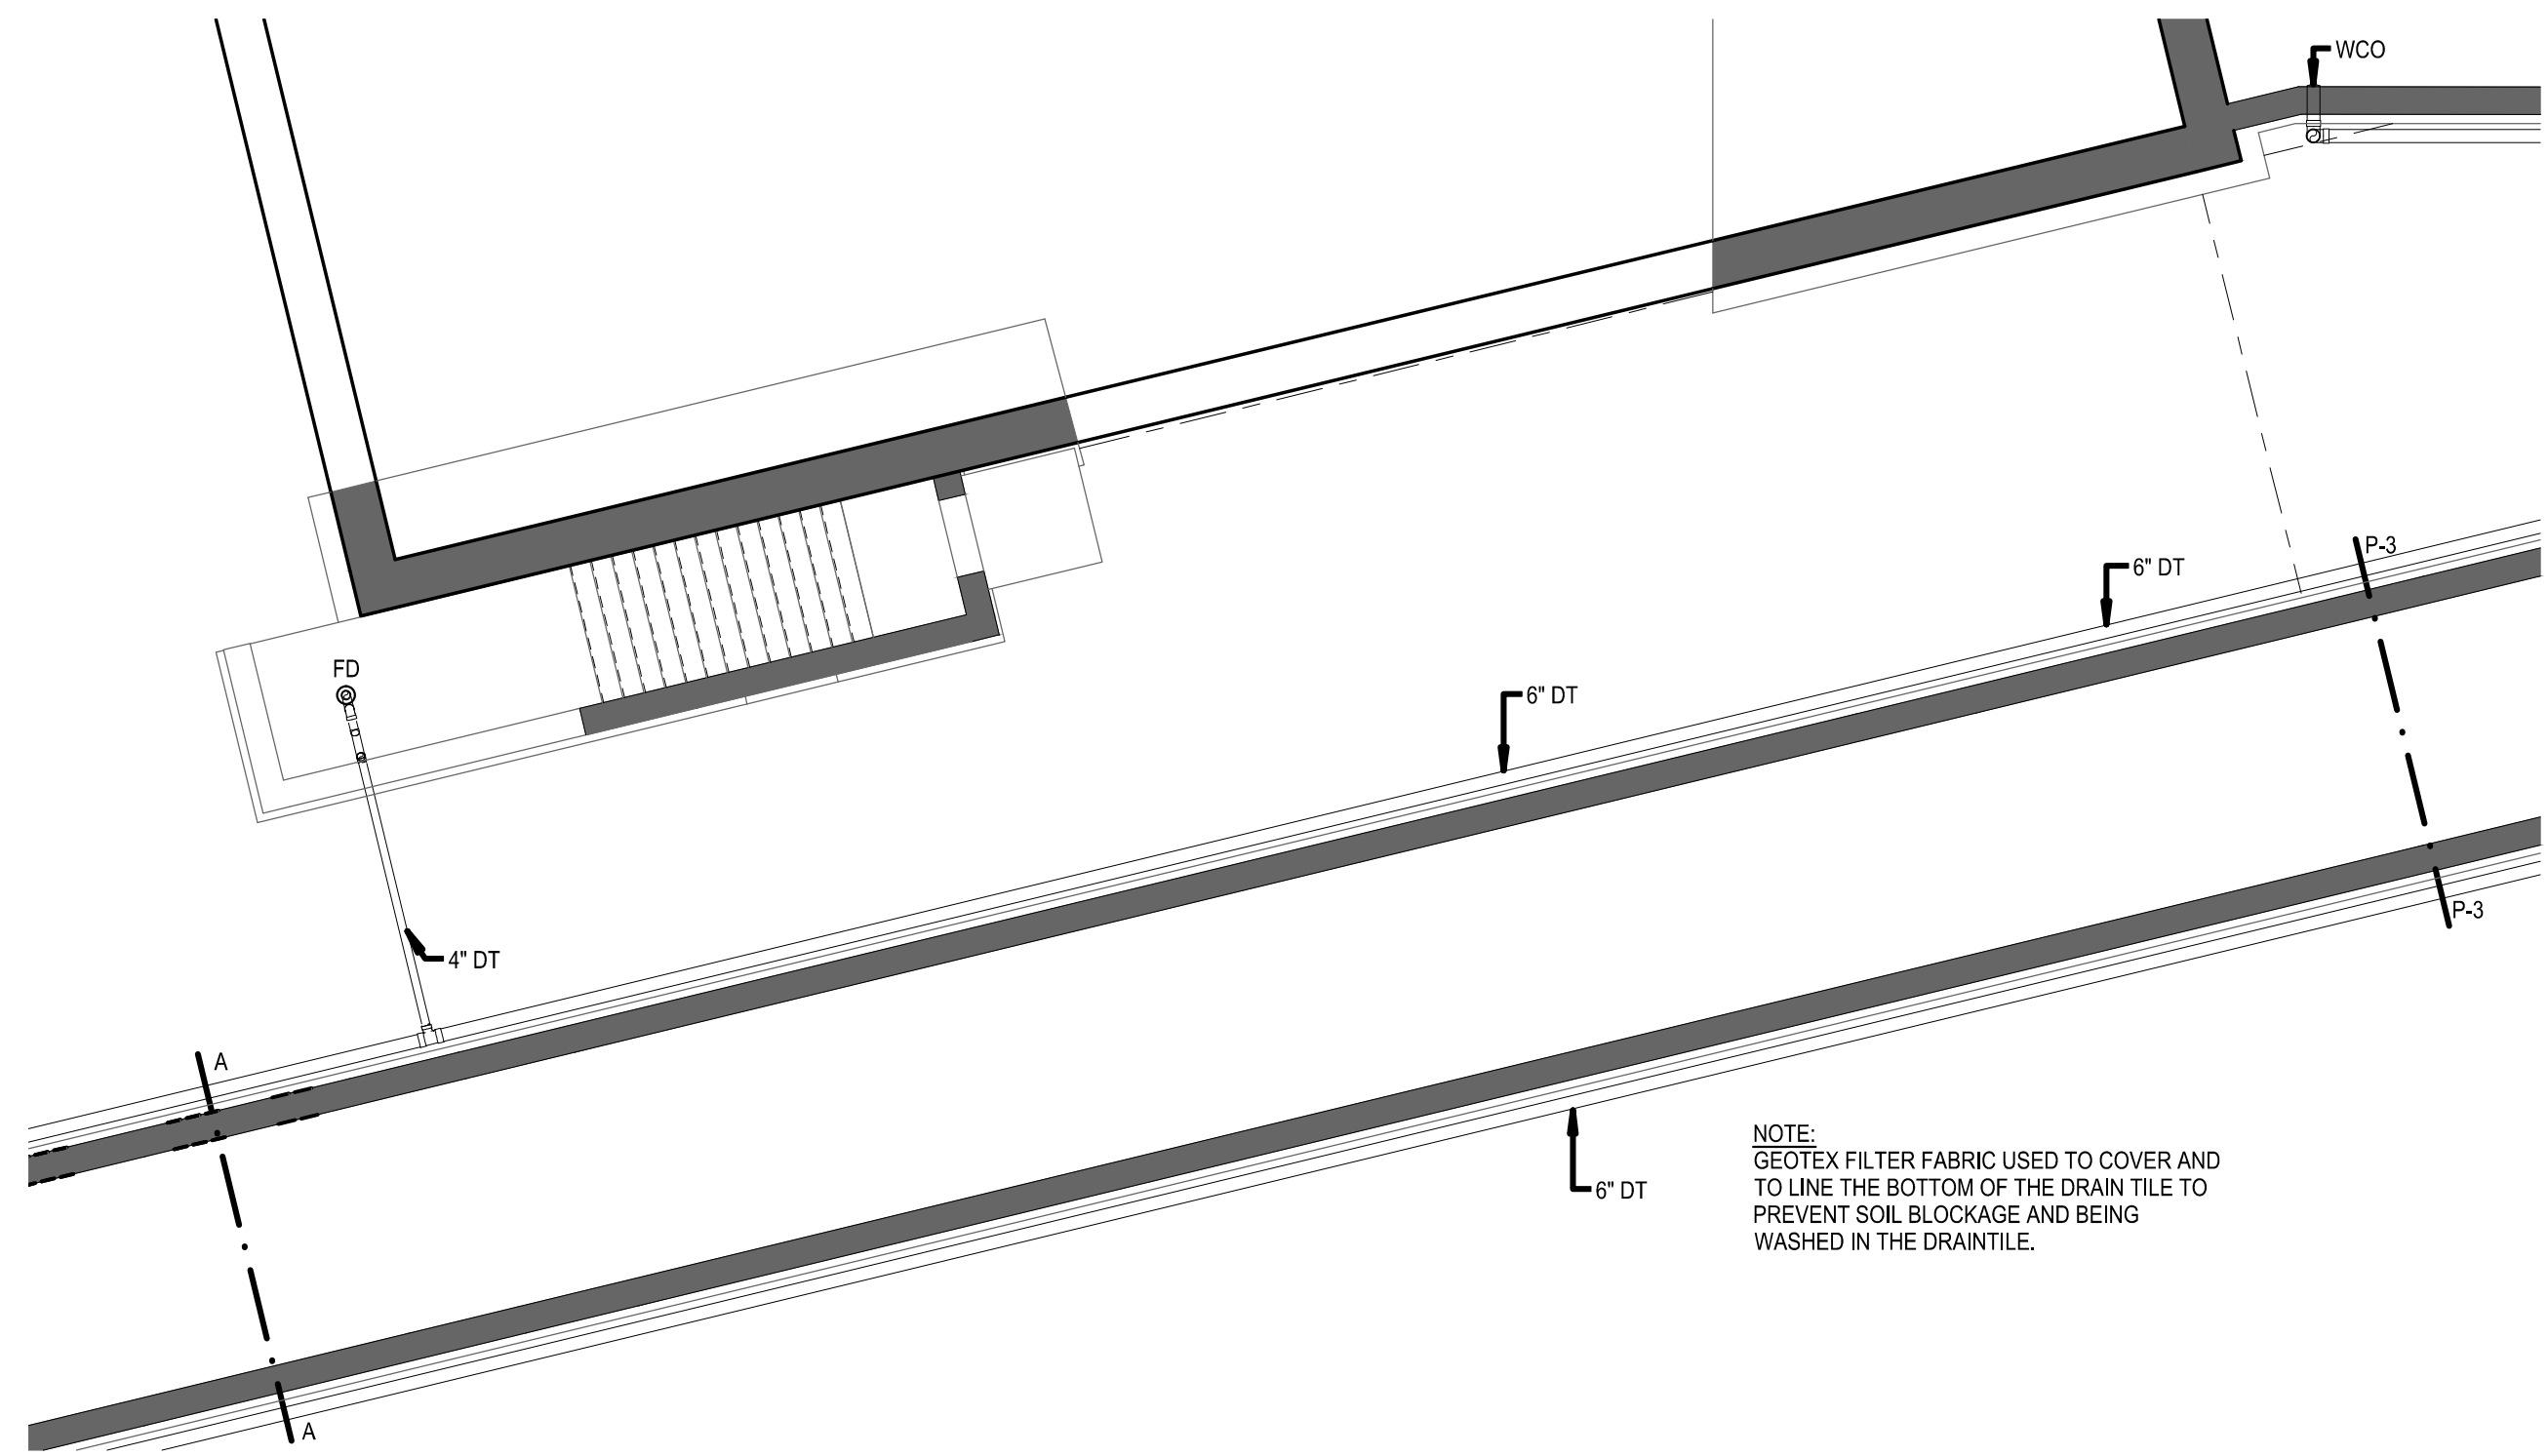 WCO
P-3
6" DT
FD
6" DT
P-3
4" DT
A
NOTE:
GEOTEX FILTER FABRIC USED TO COVER AND
TO LINE THE BOTTOM OF THE DRAIN TILE TO
PREVENT SOIL BLOCKAGE AND BEING
WASHED IN THE DRAINTILE.
6" DT
A